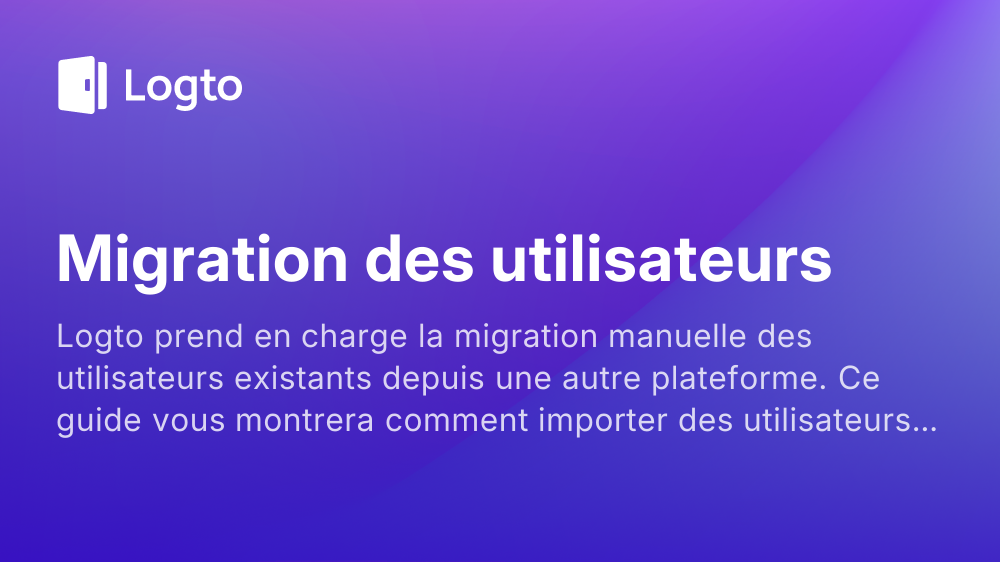 Logto
Migration des utilisateurs
Logto prend en charge la migration manuelle des
utilisateurs existants depuis une autre plateforme. Ce
guide vous montrera comment importer des utilisateurs...